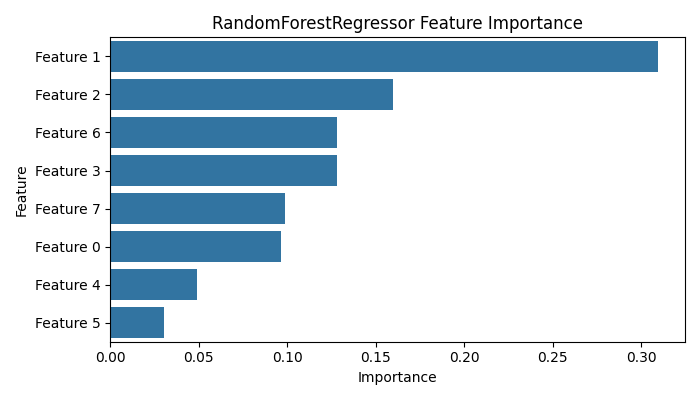 RandomForestRegressor Feature Importance
Feature 1
Feature 2
Feature 6
Feature 3
Feature 7
Feature 0
Feature 4
Feature 5
Feature
0.00 0.05 0.10 0.15 0.20 0.25 0.30
Importance